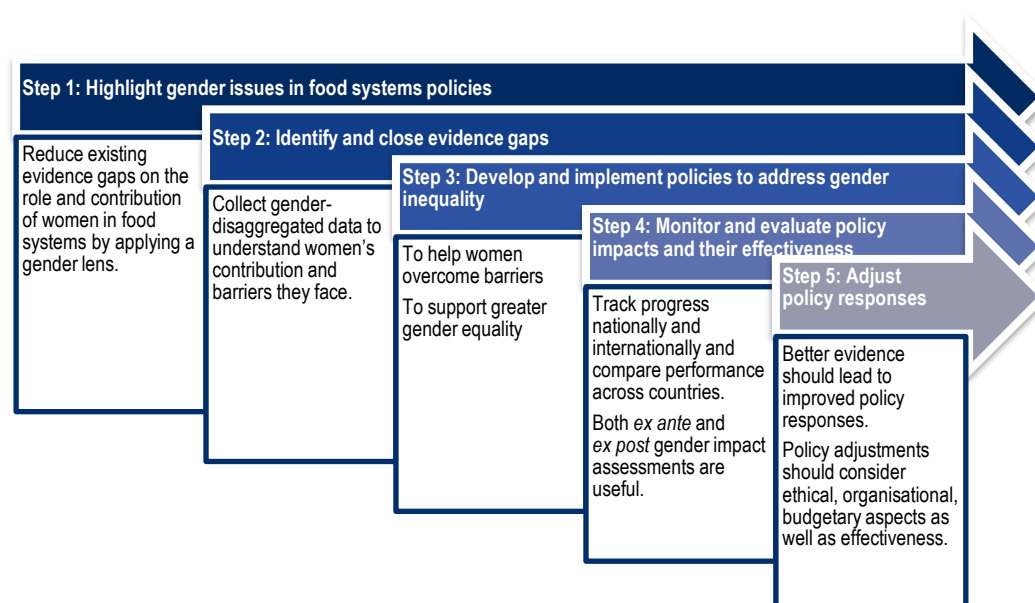 Step 1: Highlight gender issues in food systems policies
Reduce existing
evidence gaps on the
role and contribution
of women in food
systems by applying a
gender lens.
Step 2: Identify and close evidence gaps
Collect gender-
disaggregated data to
understand women's
contribution and
barriers they face.
Step 3: Develop and implement policies to address gender
inequality
To help women
overcome barriers
To support greater
gender equality
Step 4: Monitor and evaluate policy
impacts and their effectiveness
Track progress
nationally and
internationally and
compare performance
across countries.
Both ex ante and
ex post gender impact
assessments are
useful.
Step 5: Adjust
policy responses
Better evidence
should lead to
improved policy
responses.
Policy adjustments
should consider
ethical, organisational,
budgetary aspects as
well as effectiveness.